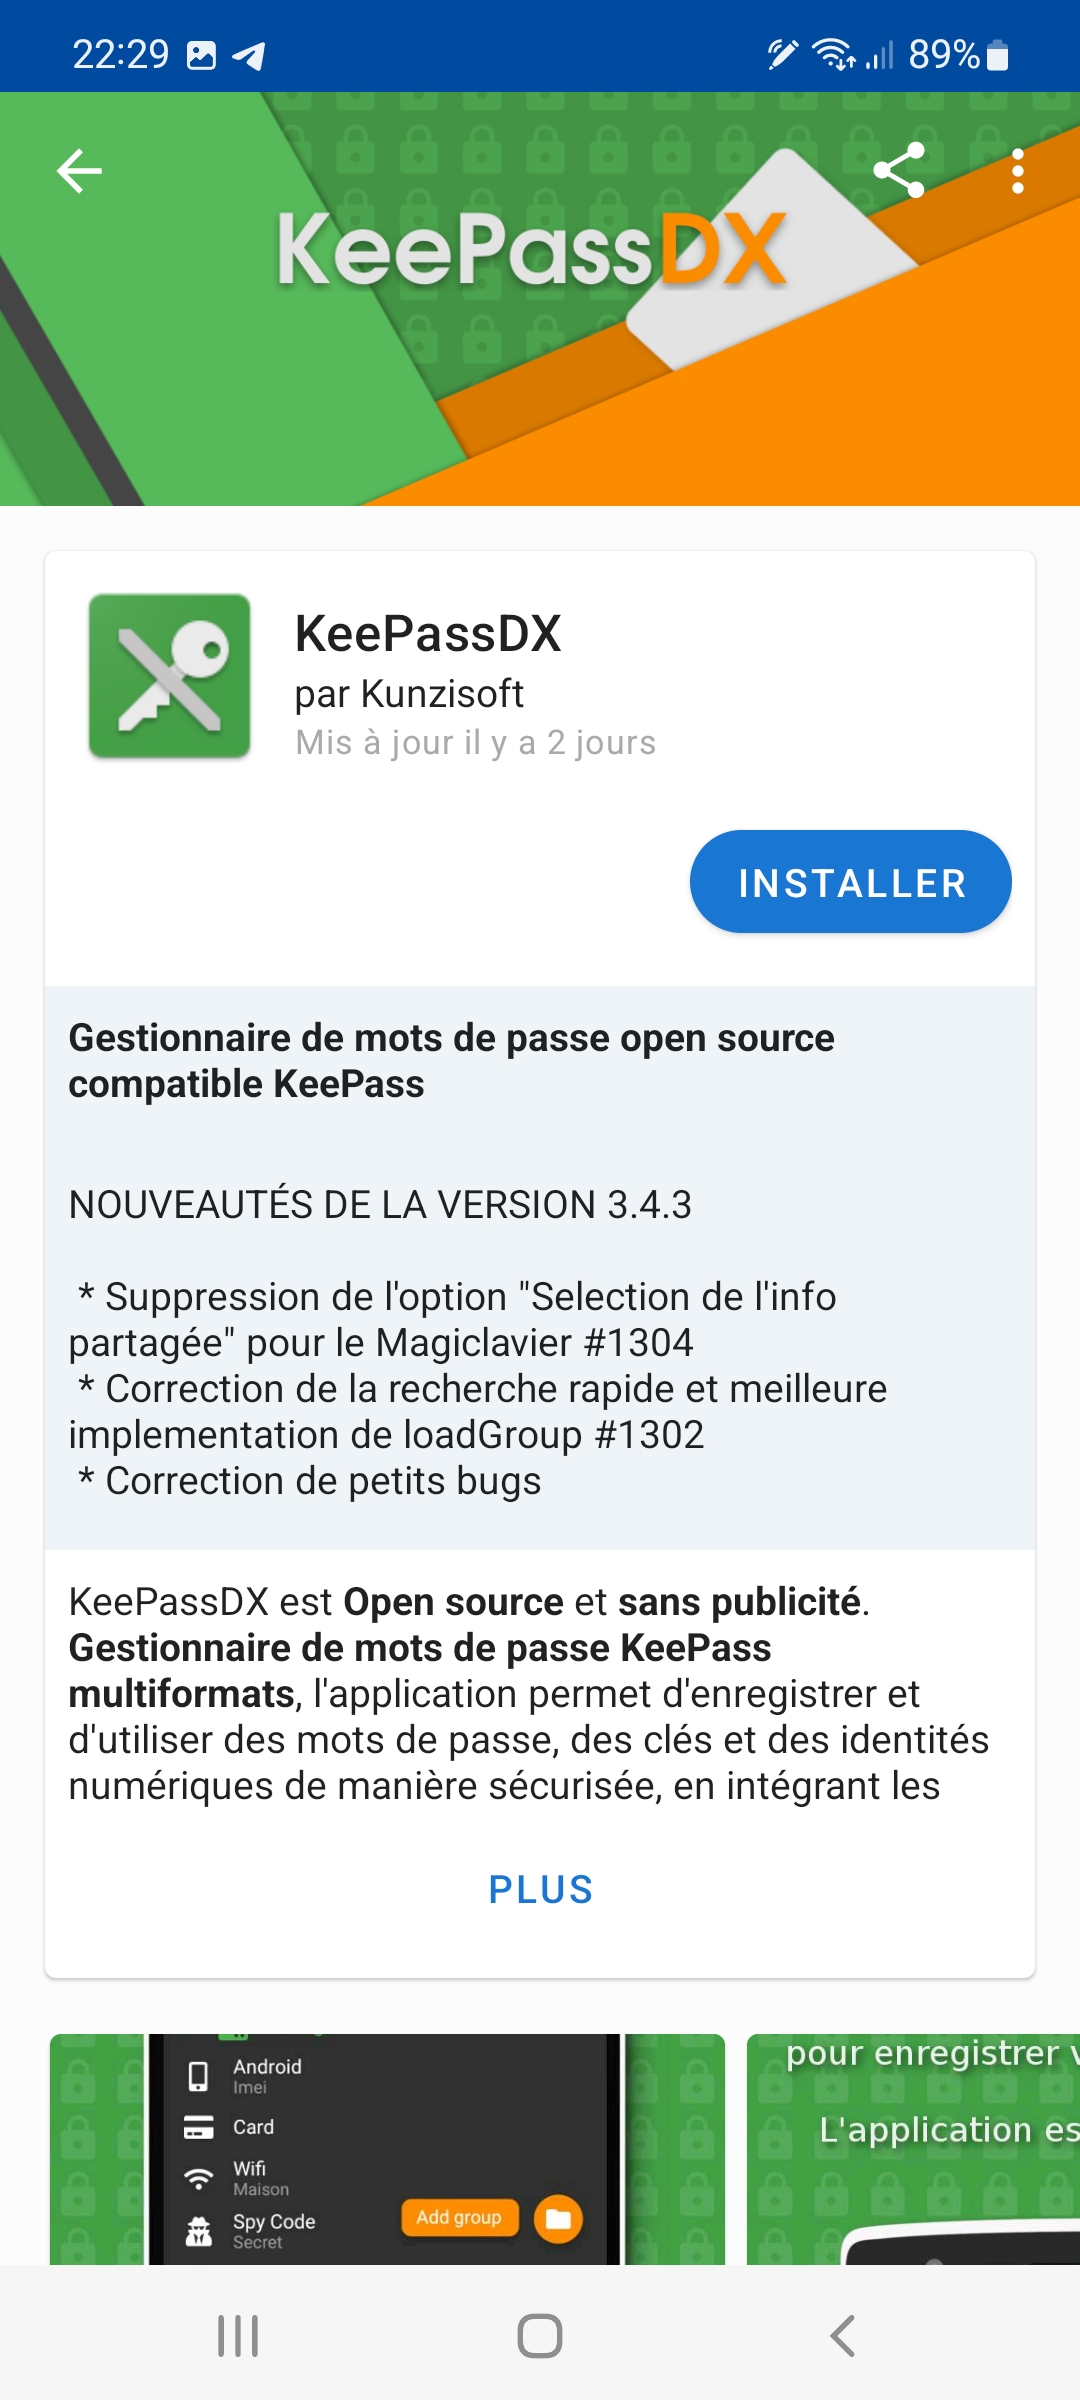 22:29
89%
KeePassDX
KeePassDX
par Kunzisoft
Mis à jour il y a 2 jours
INSTALLER
Gestionnaire de mots de passe open source
compatible KeePass
NOUVEAUTÉS DE LA VERSION 3.4.3
* Suppression de l'option "Selection de l'info
partagée" pour le Magiclavier #1304
* Correction de la recherche rapide et meilleure
implementation de loadGroup #1302
* Correction de petits bugs
KeePassDX est Open source et sans publicité.
Gestionnaire de mots de passe KeePass
multiformats, l'application permet d'enregistrer et
d'utiliser des mots de passe, des clés et des identités
numériques de manière sécurisée, en intégrant les
PLUS
Android
Imei
Card
Wifi
Maison
Spy Code
Secret
Add group
pour enregistrer
L'application es